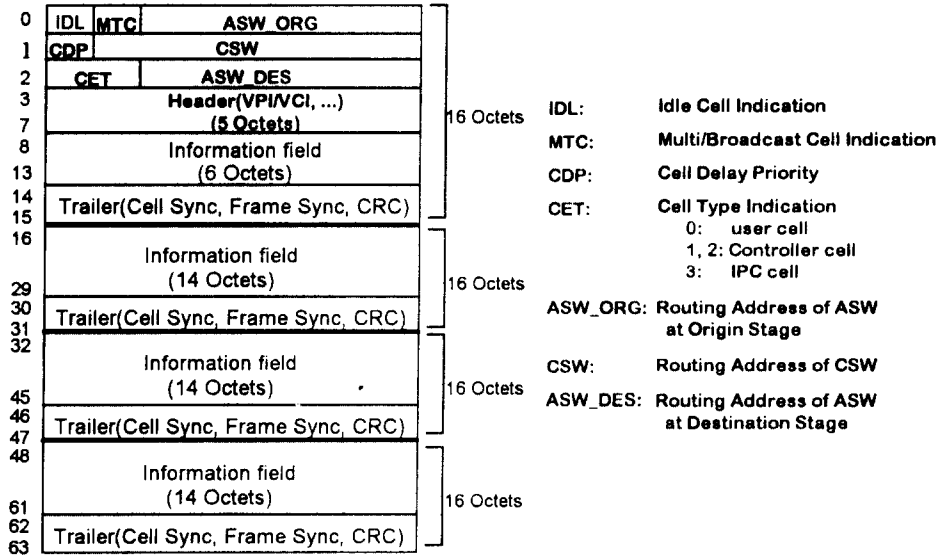 0 IDL MTC ASW_ORG
1 CDP CSW
2 CET ASW_DES
3 Header(VPI/VCI, ...)
7 (5 Octets)
8 Information field
13 (6 Octets)
14 Trailer(Cell Sync, Frame Sync, CRC)
15
16 Octets
16
Information field
(14 Octets)
29
30 Trailer(Cell Sync, Frame Sync, CRC)
31
16 Octets
32
Information field
(14 Octets)
45
46 Trailer(Cell Sync, Frame Sync, CRC)
47
16 Octets
48
Information field
(14 Octets)
61
62 Trailer(Cell Sync, Frame Sync, CRC)
63
16 Octets
IDL: Idle Cell Indication
MTC: Multi/Broadcast Cell Indication
CDP: Cell Delay Priority
CET: Cell Type Indication
0: user cell
1, 2: Controller cell
3: IPC cell
ASW_ORG: Routing Address of ASW
at Origin Stage
CSW: Routing Address of CSW
ASW_DES: Routing Address of ASW
at Destination Stage